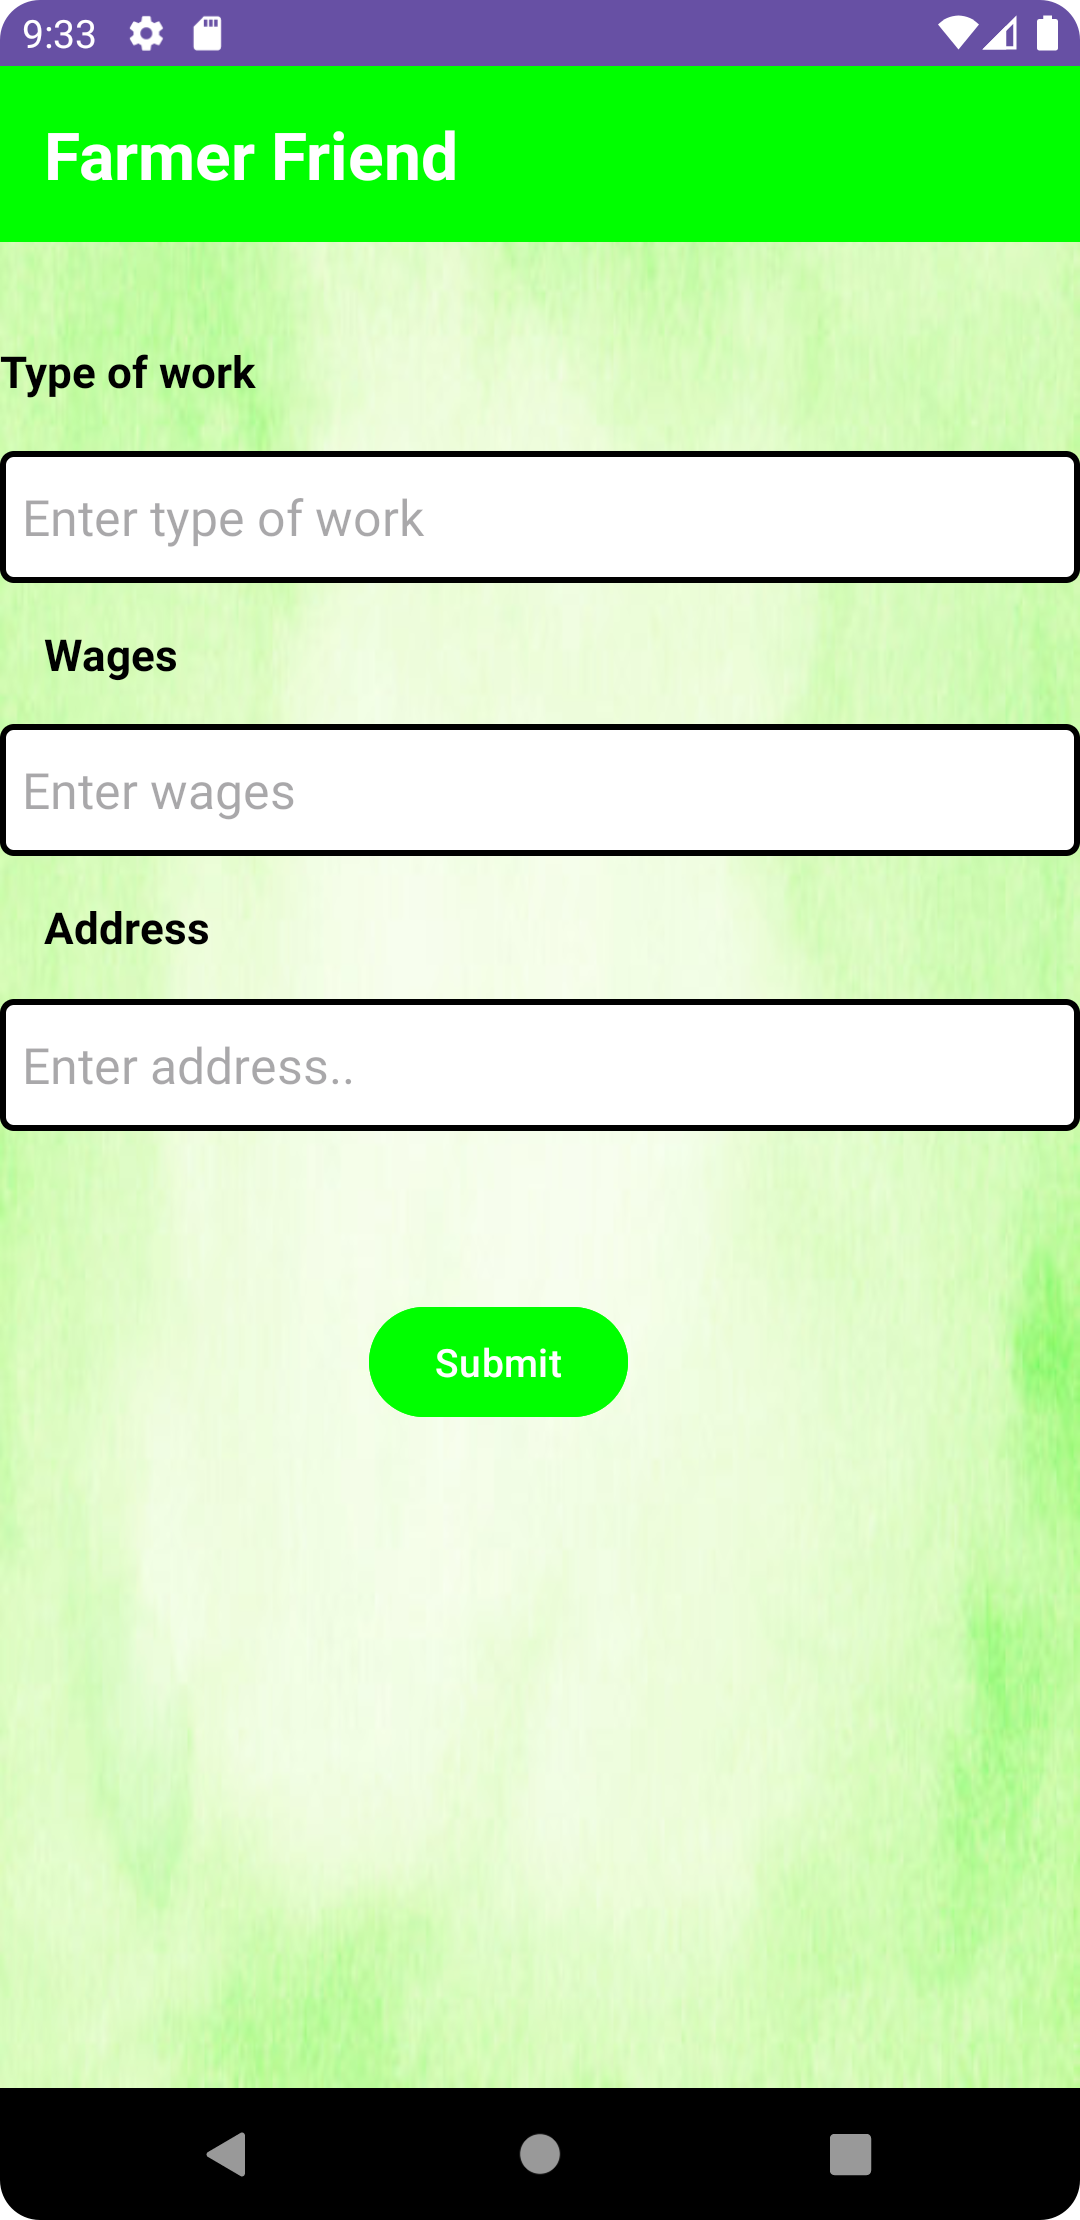 9:33
Farmer Friend
Type of work
Enter type of work
Wages
Enter wages
Address
Enter address..
Submit